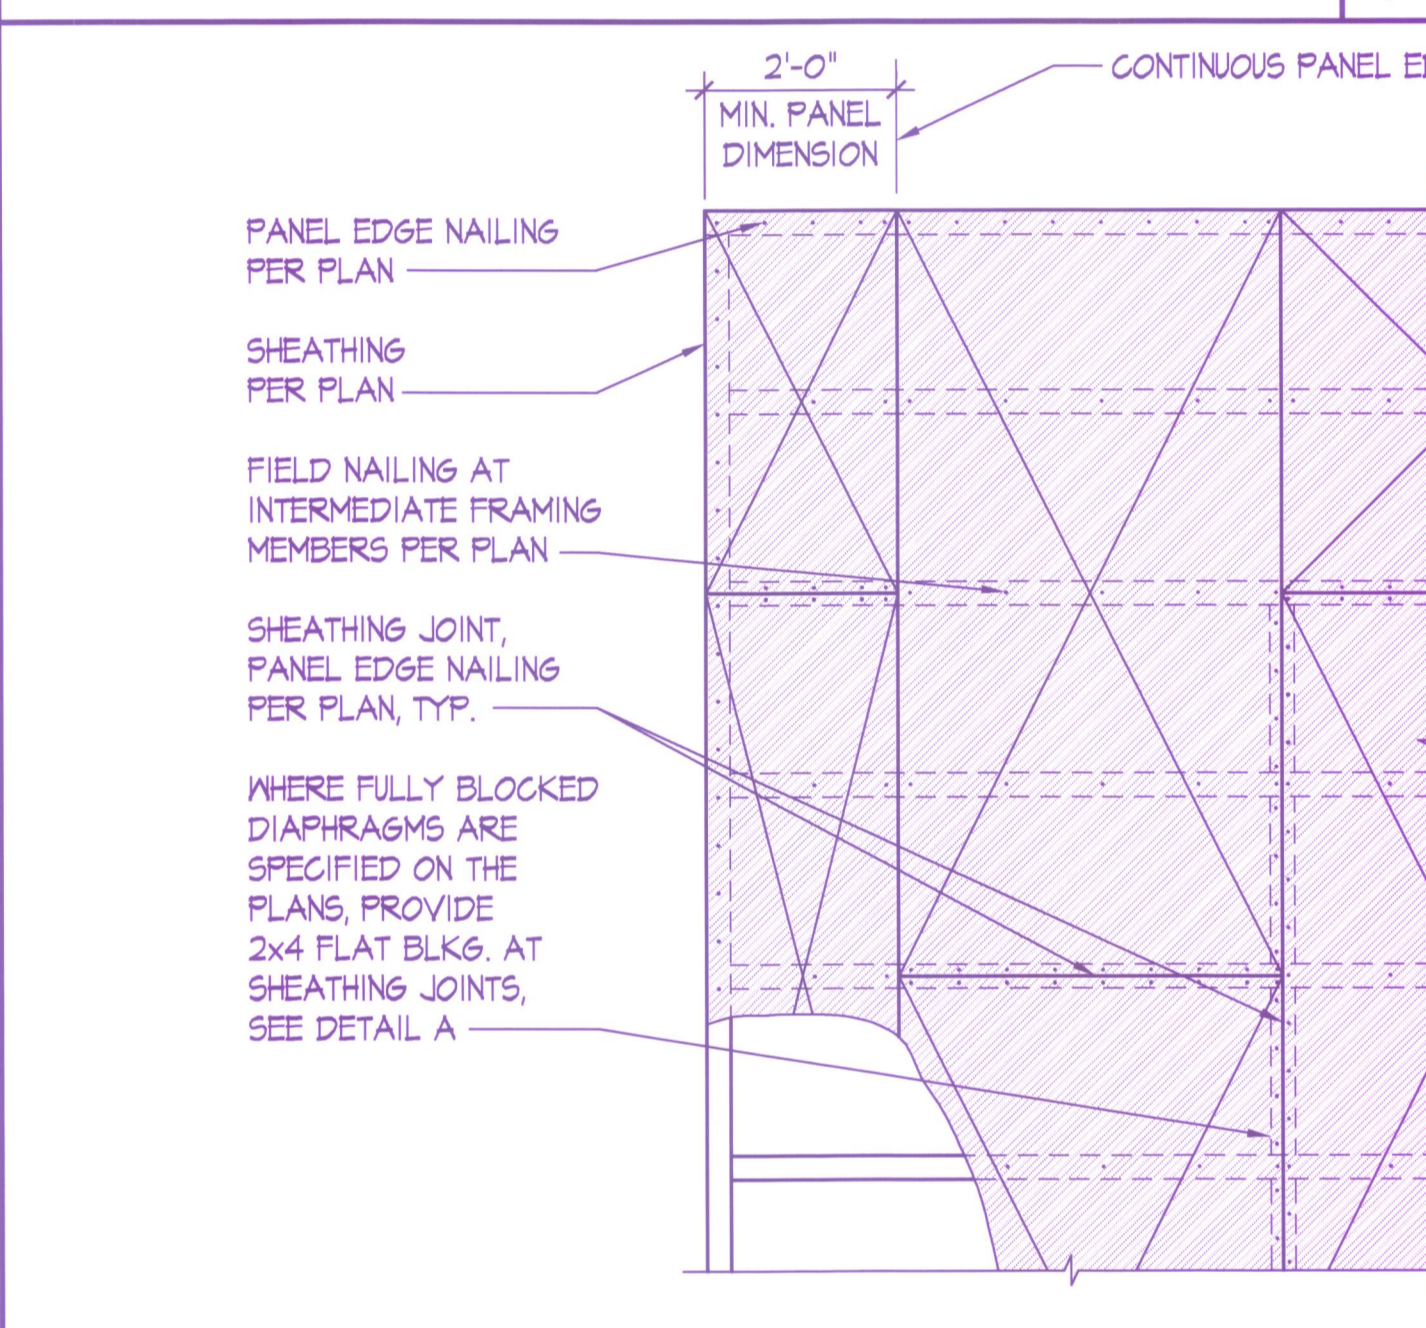 2'-0"
MIN. PANEL
DIMENSION
CONTINUOUS PANEL
PANEL EDGE NAILING
PER PLAN
SHEATHING
PER PLAN
FIELD NAILING AT
INTERMEDIATE FRAMING
MEMBERS PER PLAN
SHEATHING JOINT,
PANEL EDGE NAILING
PER PLAN, TYP.
WHERE FULLY BLOCKED
DIAPHRAGMS ARE
SPECIFIED ON THE
PLANS, PROVIDE
2x4 FLAT BLKG. AT
SHEATHING JOINTS,
SEE DETAIL A